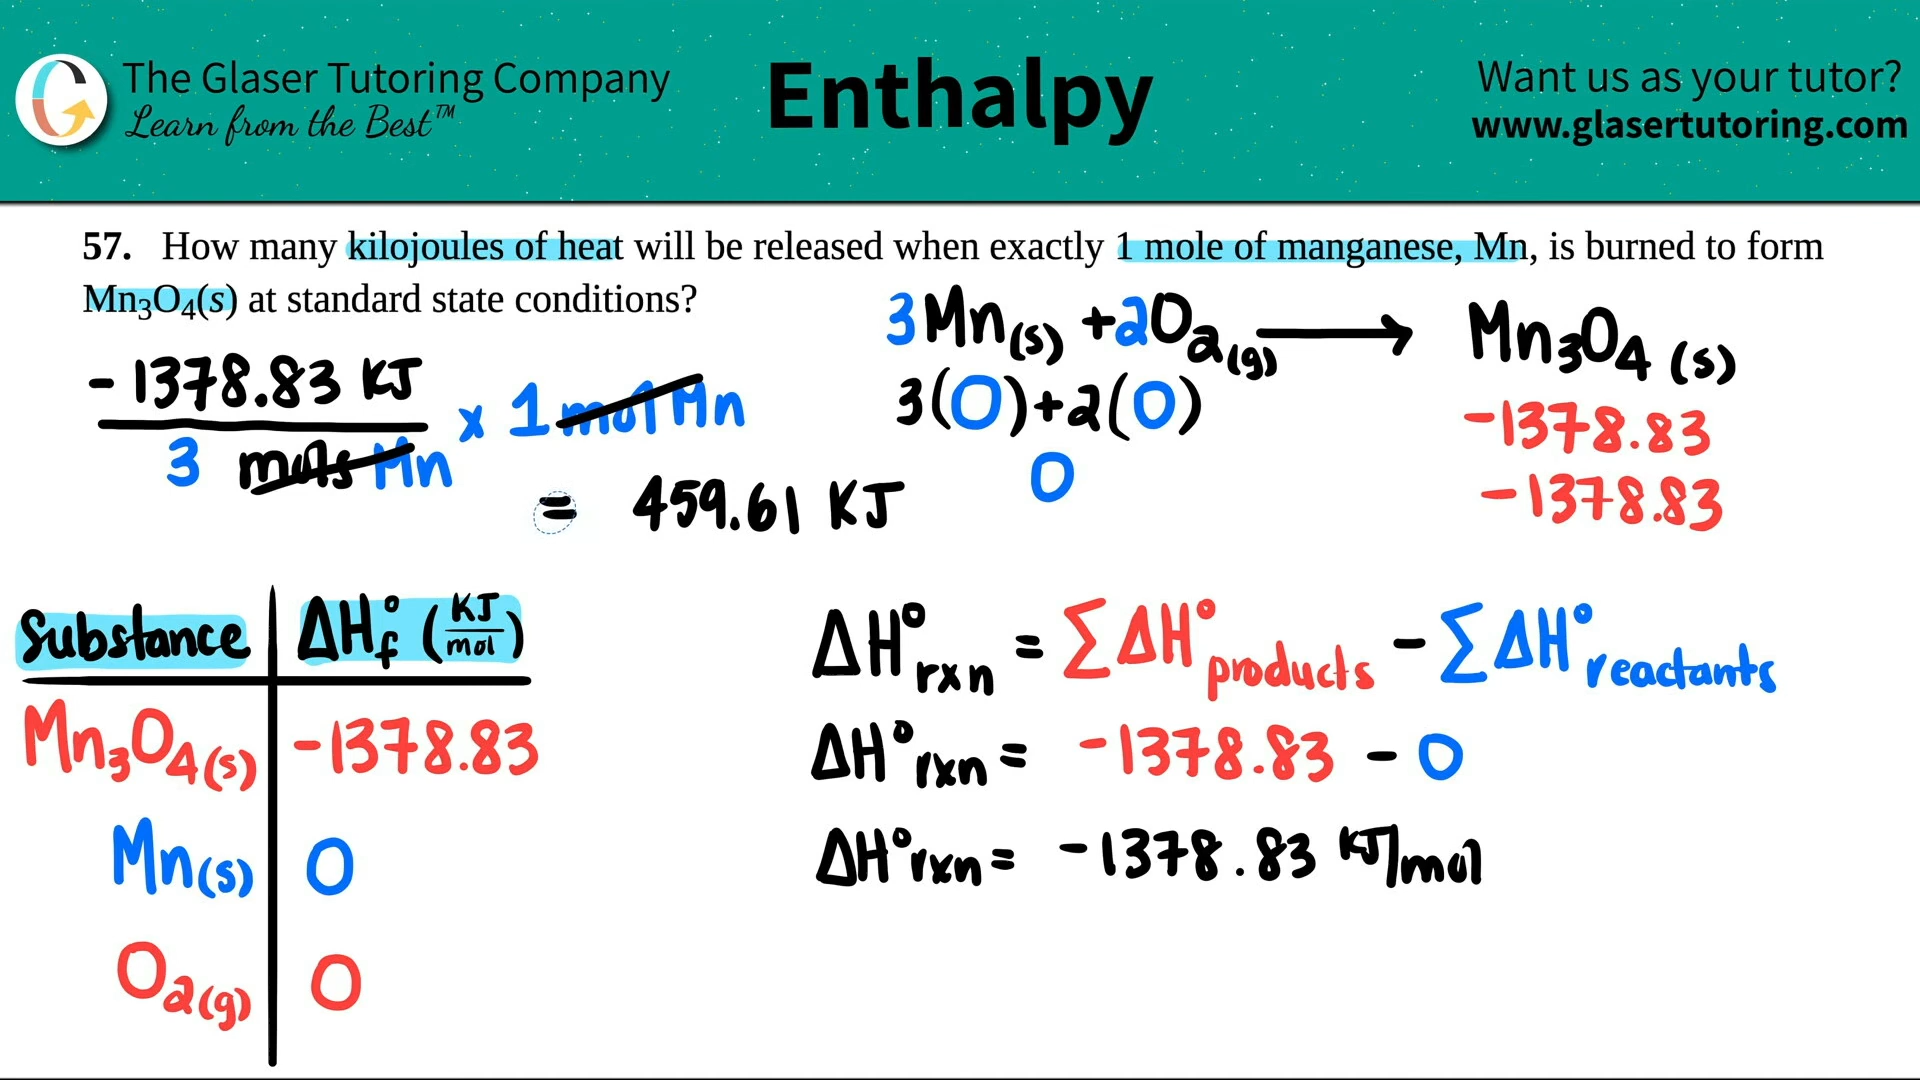 The Glaser Tutoring Company
Learn from the Best™
Enthalpy
Want us as your tutor?
www.glasertutoring.com
57. How many kilojoules of heat will be released when exactly 1 mole of manganese, Mn, is burned to form
Mn₃O₄(s) at standard state conditions?
3Mn(s) + 2O₂(g) ⟶ Mn₃O₄(s)
3(0)+2(0)
0
-1378.83
-1378.83
-1378.83 KJ
3 mols Mn
x 1 mol Mn
= 459.61 KJ
Substance ΔH°f (KJ/mol)
Mn₃O₄(s) -1378.83
Mn(s) 0
O₂(g) 0
ΔH°rxn = ΣΔH°products - ΣΔH°reactants
ΔH°rxn = -1378.83 - 0
ΔH°rxn = -1378.83 KJ/mol